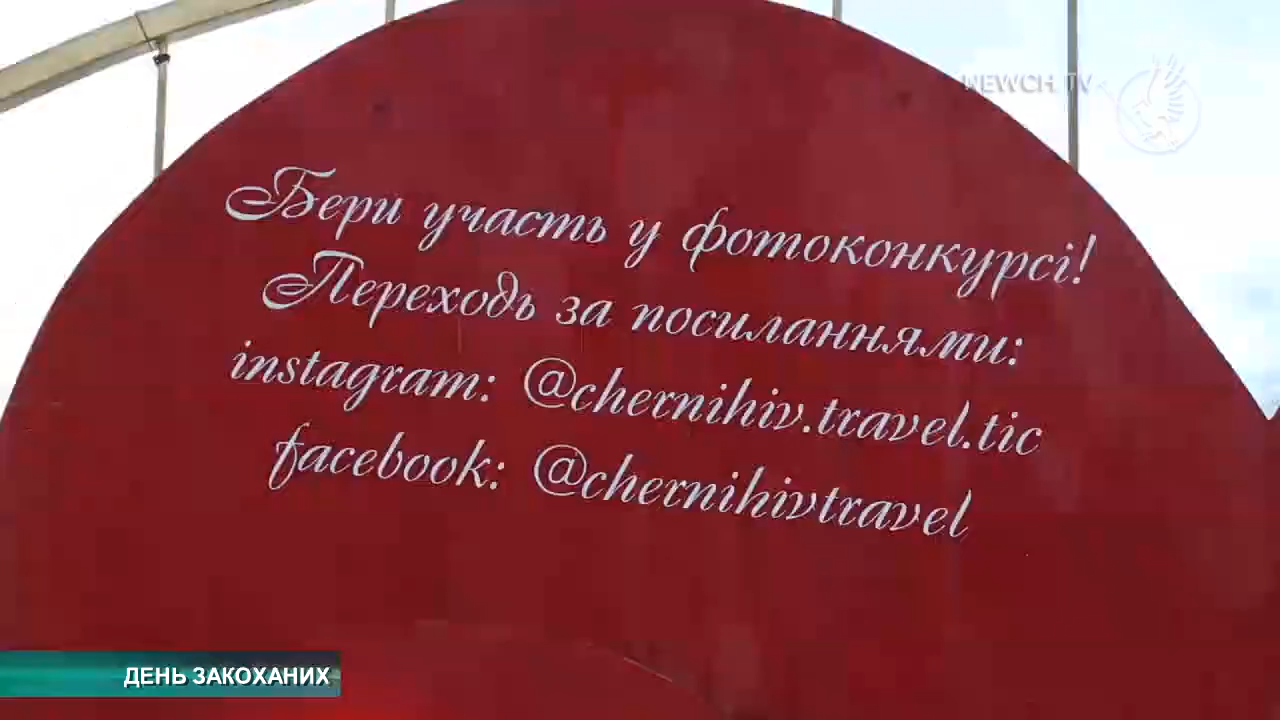 NEWCH TV
Бери участь у фотоконкурсі!
Переходь за посиланнями:
instagram: @chernihiv.travel.tic
facebook: @chernihivtravel
ДЕНЬ ЗАКОХАНИХ